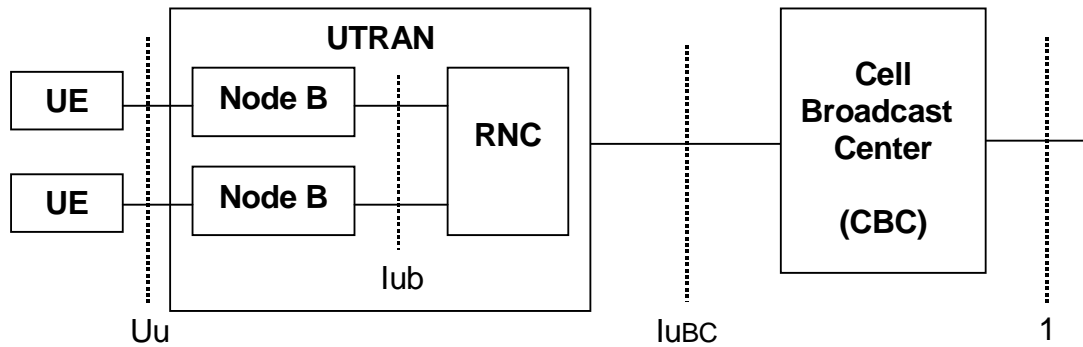 UTRAN
UE
Node B
RNC
UE
Node B
Iub
Cell
Broadcast
Center
(CBC)
Uu
IuBC
1